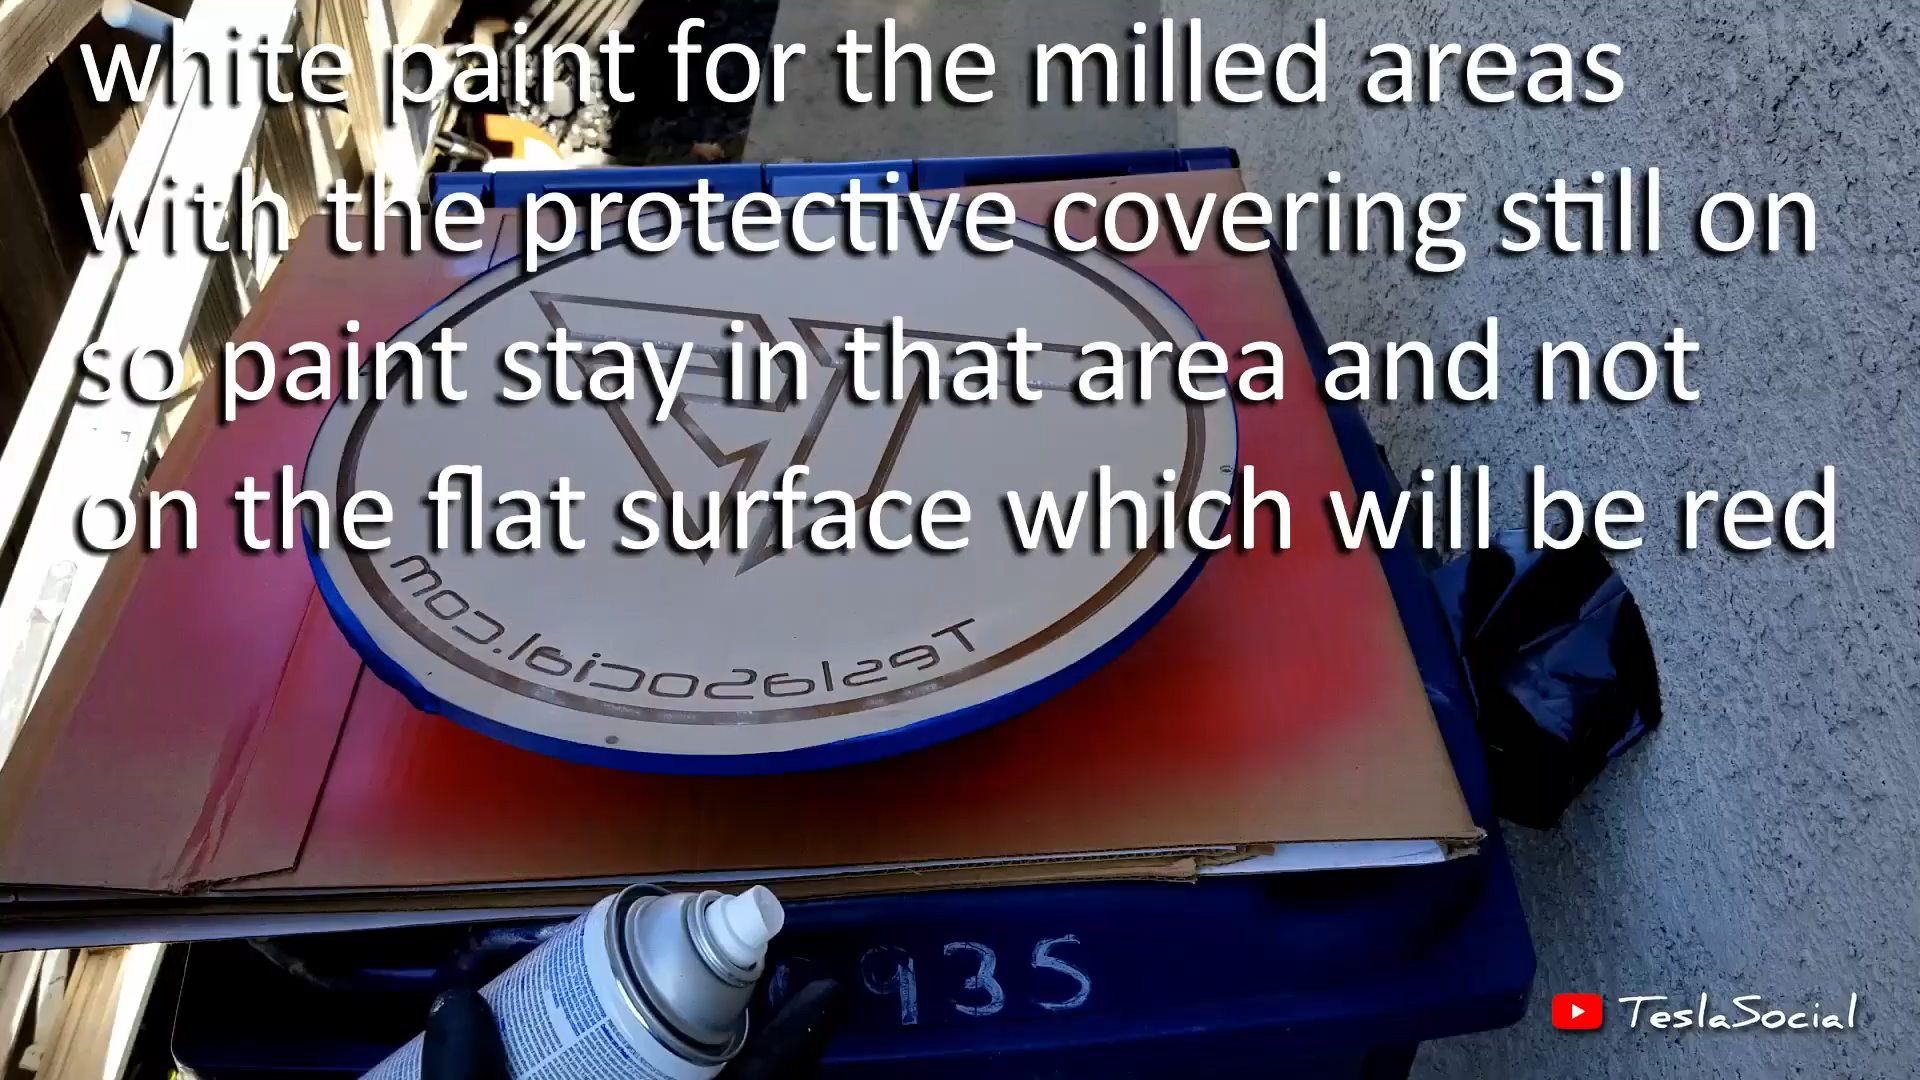 white paint for the milled areas
with the protective covering still on
so paint stay in that area and not
on the flat surface which will be red
TeslaSocial.com
935
TeslaSocial